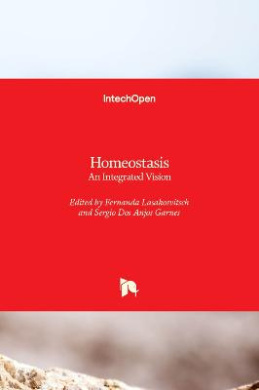 IntechOpen
Homeostasis
An Integrated Vision
Edited by Fernanda Lasakosvitsch
and Sergio Dos Anjos Garnes